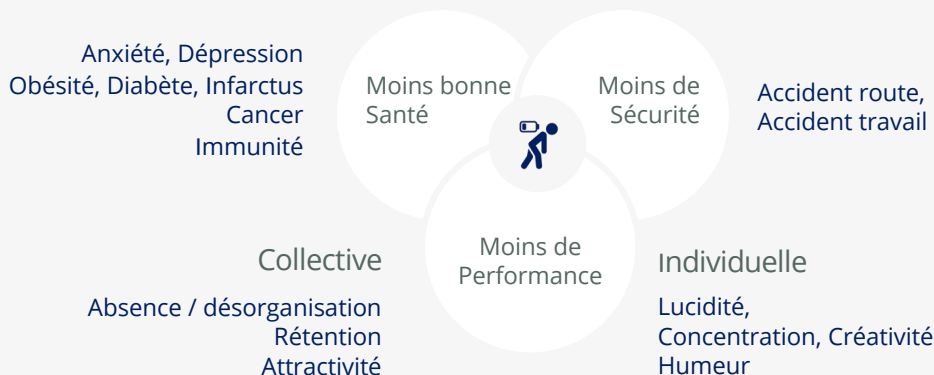 Anxiété, Dépression
Obésité, Diabète, Infarctus
Cancer
Immunité
Moins bonne
Santé
Moins de
Sécurité
Accident route,
Accident travail
Moins de
Performance
Collective
Absence / désorganisation
Rétention
Attractivité
Individuelle
Lucidité,
Concentration, Créativité
Humeur